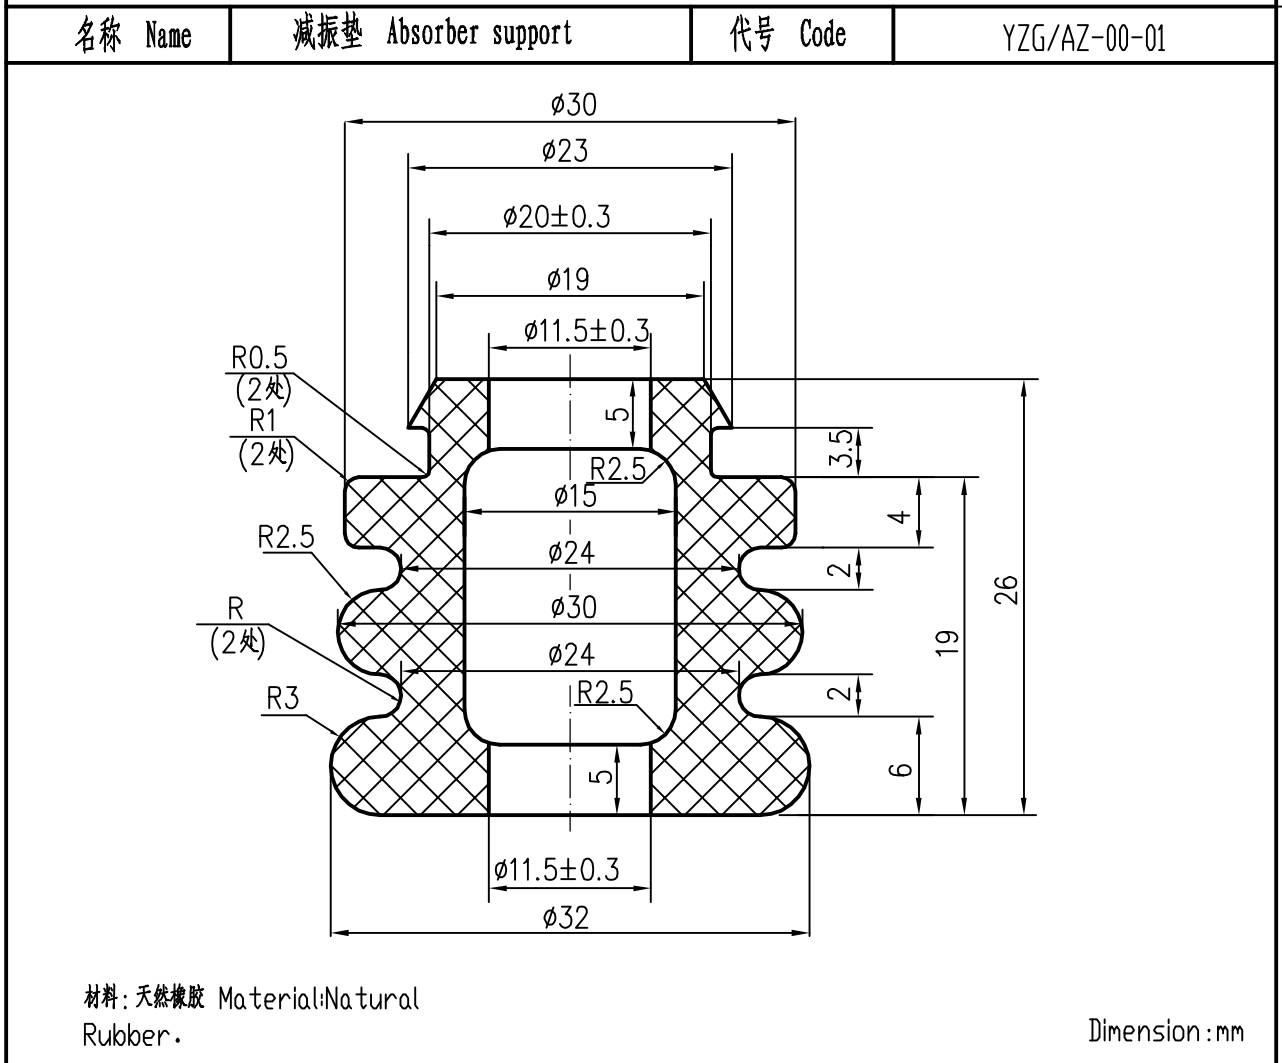 名称 Name 减振垫 Absorber support 代号 Code YZG/AZ-00-01
ø30
ø23
ø20±0.3
ø19
ø11.5±0.3
R0.5
(2处)
R1
(2处)
5
3.5
R2.5
ø15
4
R2.5
ø24
2
26
R
(2处)
ø30
19
ø24
R3
R2.5
2
5
6
ø11.5±0.3
ø32
材料: 天然橡胶 Material:Natural
Rubber.
Dimension:mm